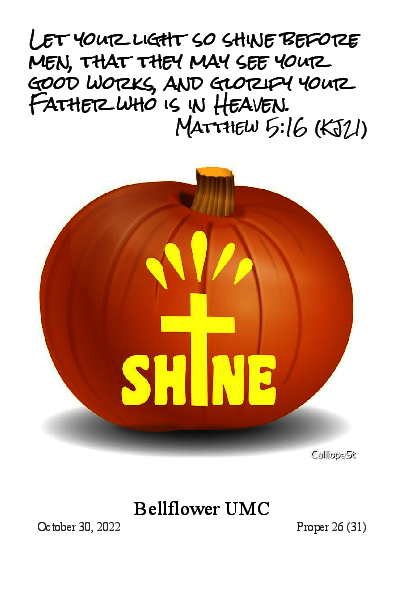 Let your light so shine before
men, that they may see your
good works, and glorify your
Father who is in Heaven.
Matthew 5:16 (KJ21)
SHINE
CalliopeSt
Bellflower UMC
October 30, 2022 Proper 26 (31)